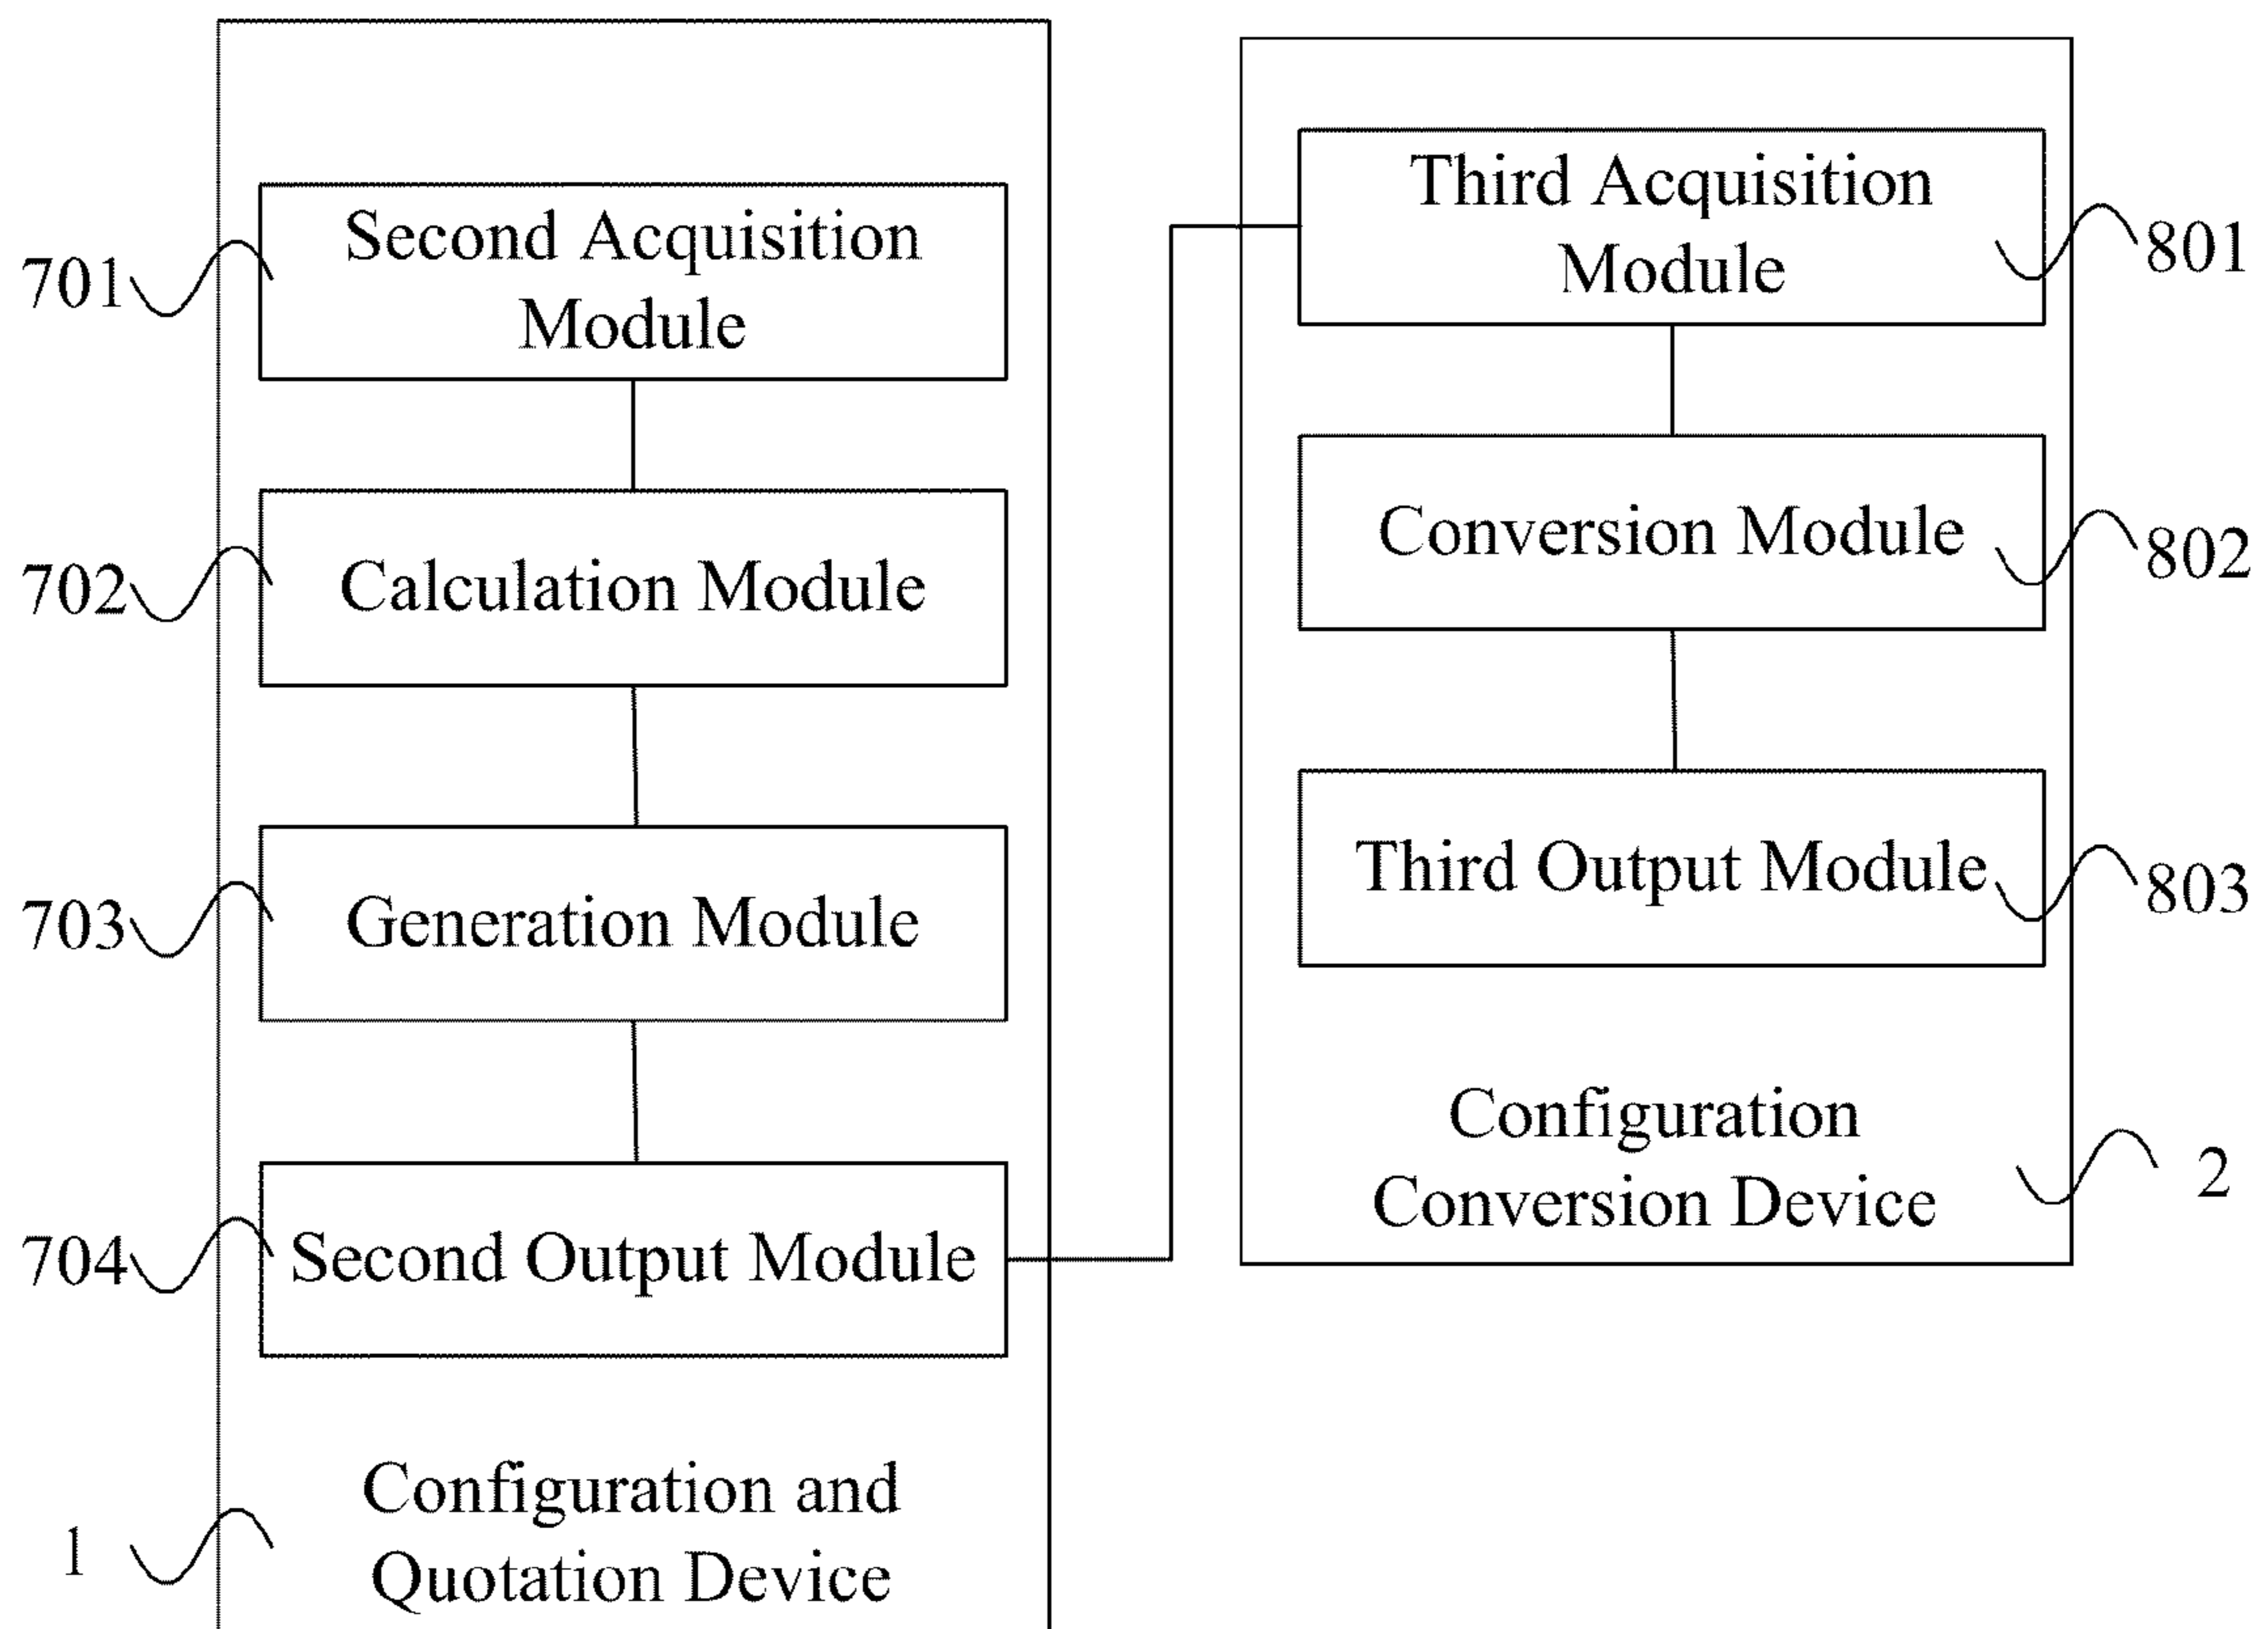 701
Second Acquisition
Module
702
Calculation Module
703
Generation Module
704
Second Output Module
1
Configuration and
Quotation Device
Third Acquisition
Module
801
Conversion Module
802
Third Output Module
803
Configuration
Conversion Device
2